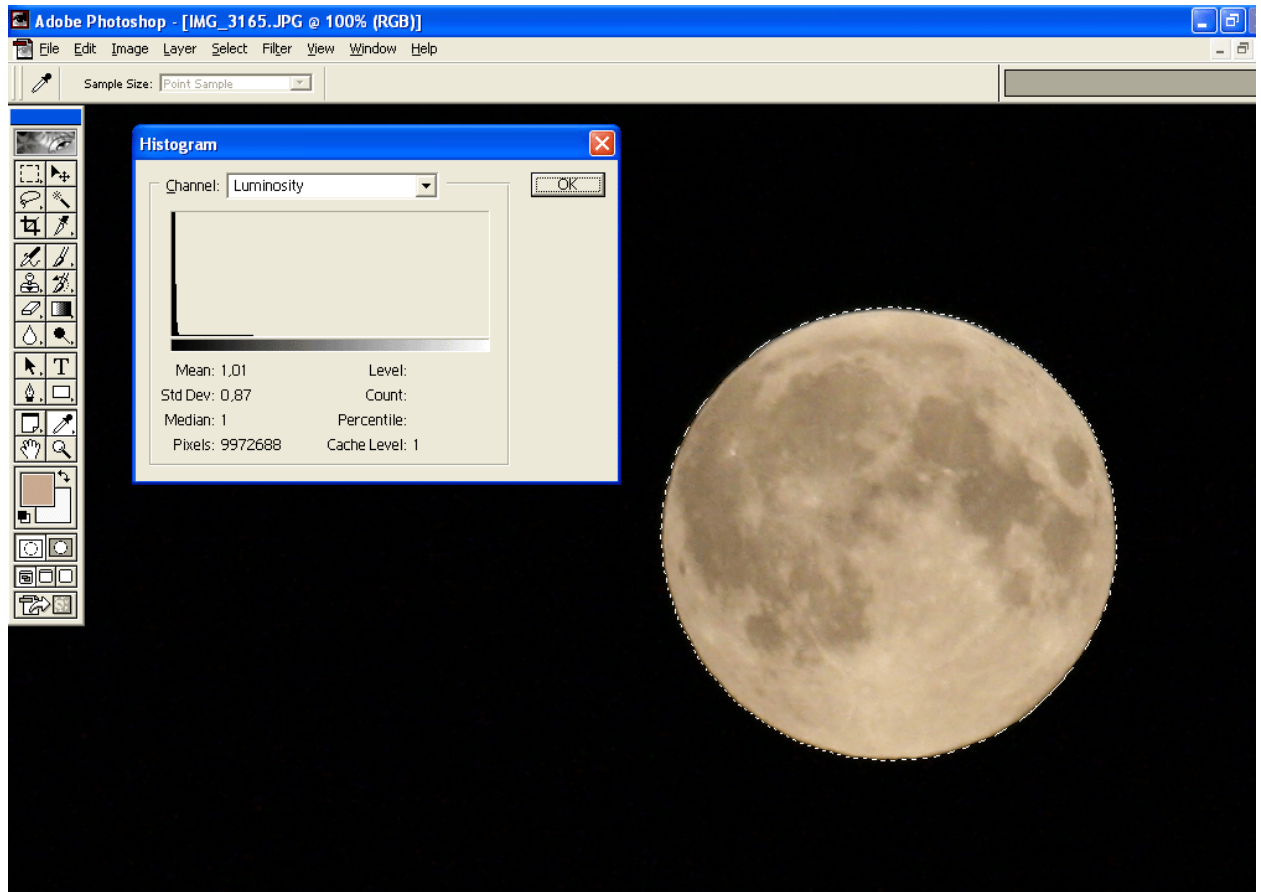 Adobe Photoshop - [IMG_3165.JPG @ 100% (RGB)]
File Edit Image Layer Select Filter View Window Help
Sample Size: Point Sample
Histogram
Channel: Luminosity
OK
Mean: 1,01 Level:
Std Dev: 0,87 Count:
Median: 1 Percentile:
Pixels: 9972688 Cache Level: 1
T